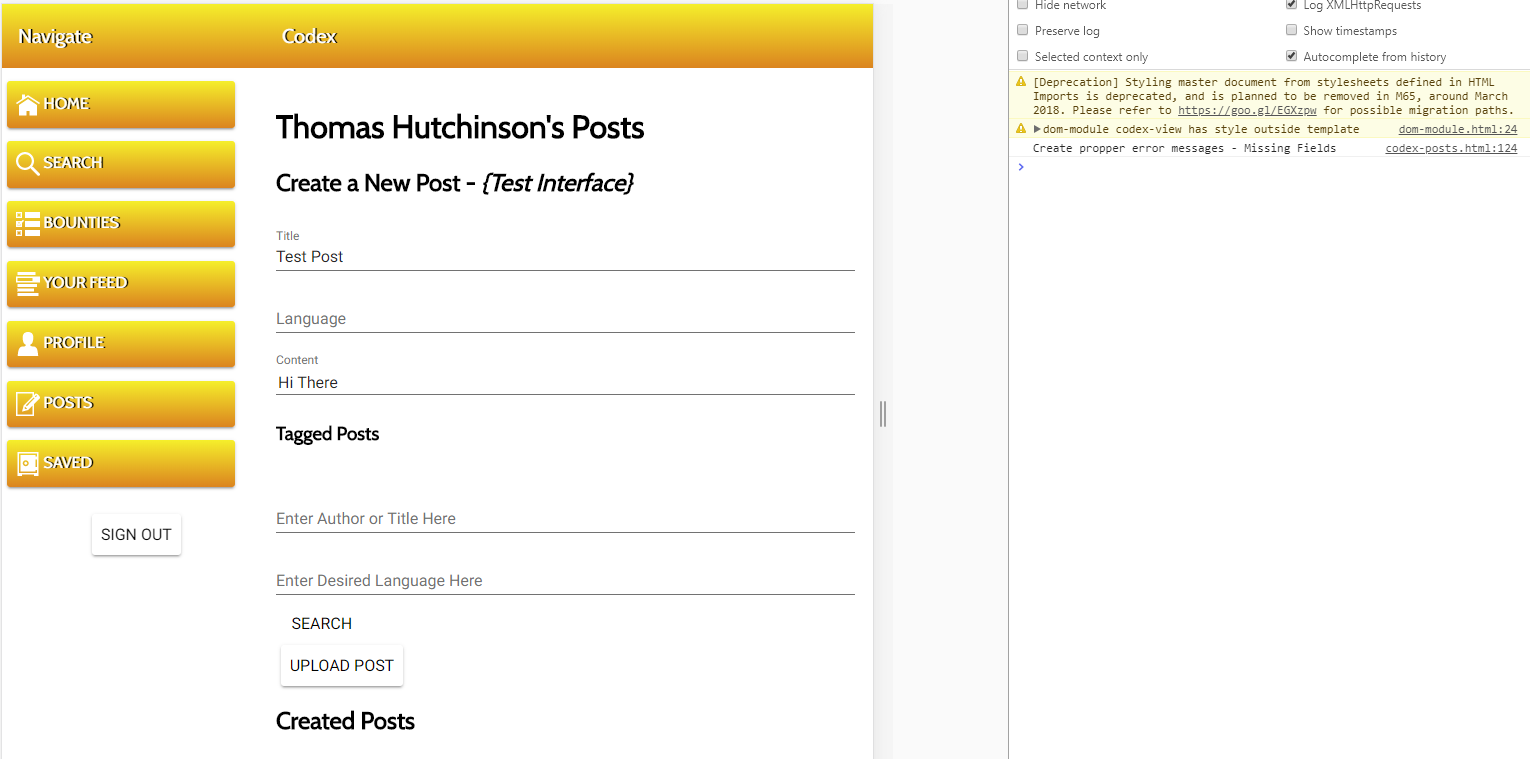 Navigate
Codex
HOME
SEARCH
BOUNTIES
YOUR FEED
PROFILE
POSTS
SAVED
SIGN OUT
Thomas Hutchinson's Posts
Create a New Post - {Test Interface}
Title
Test Post
Language
Content
Hi There
Tagged Posts
Enter Author or Title Here
Enter Desired Language Here
SEARCH
UPLOAD POST
Created Posts
Hide network
Log XMLHttpRequests
Preserve log
Show timestamps
Selected context only
Autocomplete from history
[Deprecation] Styling master document from stylesheets defined in HTML
Imports is deprecated, and is planned to be removed in M65, around March
2018. Please refer to https://goo.gl/EGXzpw for possible migration paths.
dom-module codex-view has style outside template dom-module.html:24
Create propper error messages - Missing Fields codex-posts.html:124